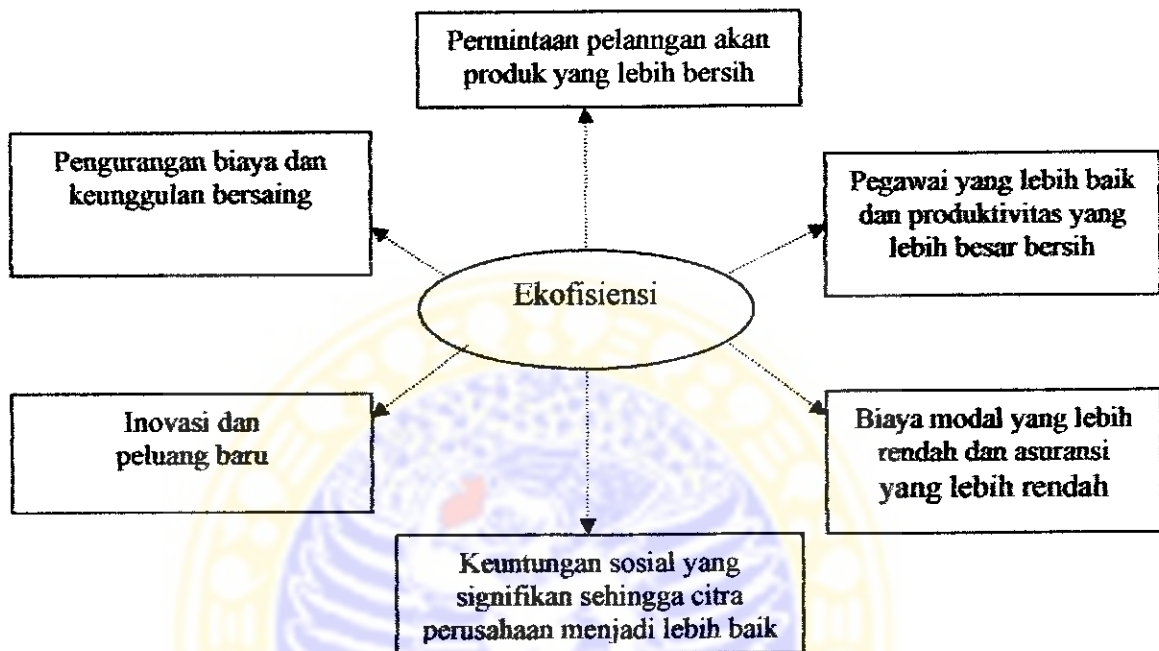 Permintaan pelanngan akan
produk yang lebih bersih
Pengurangan biaya dan
keunggulan bersaing
Pegawai yang lebih baik
dan produktivitas yang
lebih besar bersih
Ekofisiensi
Inovasi dan
peluang baru
Biaya modal yang lebih
rendah dan asuransi
yang lebih rendah
Keuntungan sosial yang
signifikan sehingga citra
perusahaan menjadi lebih baik